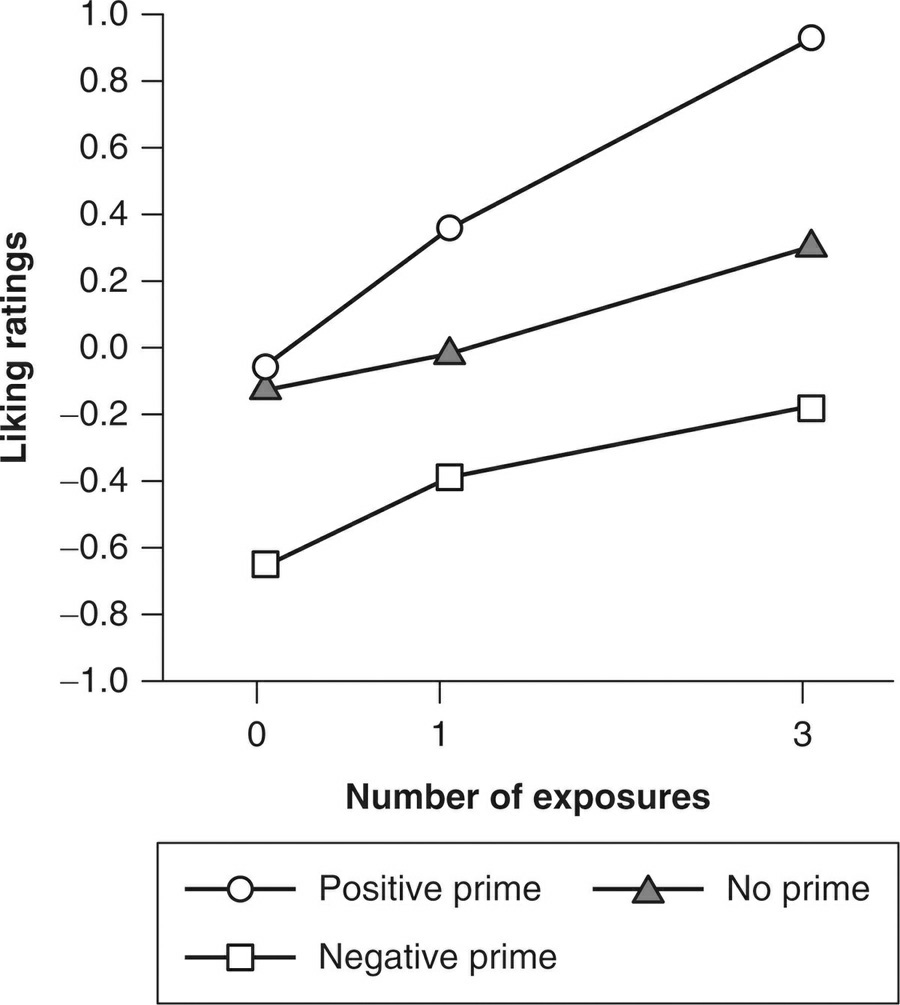 1.0
0.8
0.6
0.4
0.2
0.0
−0.2
−0.4
−0.6
−0.8
−1.0
Liking ratings
0 1 3
Number of exposures
Positive prime No prime
Negative prime